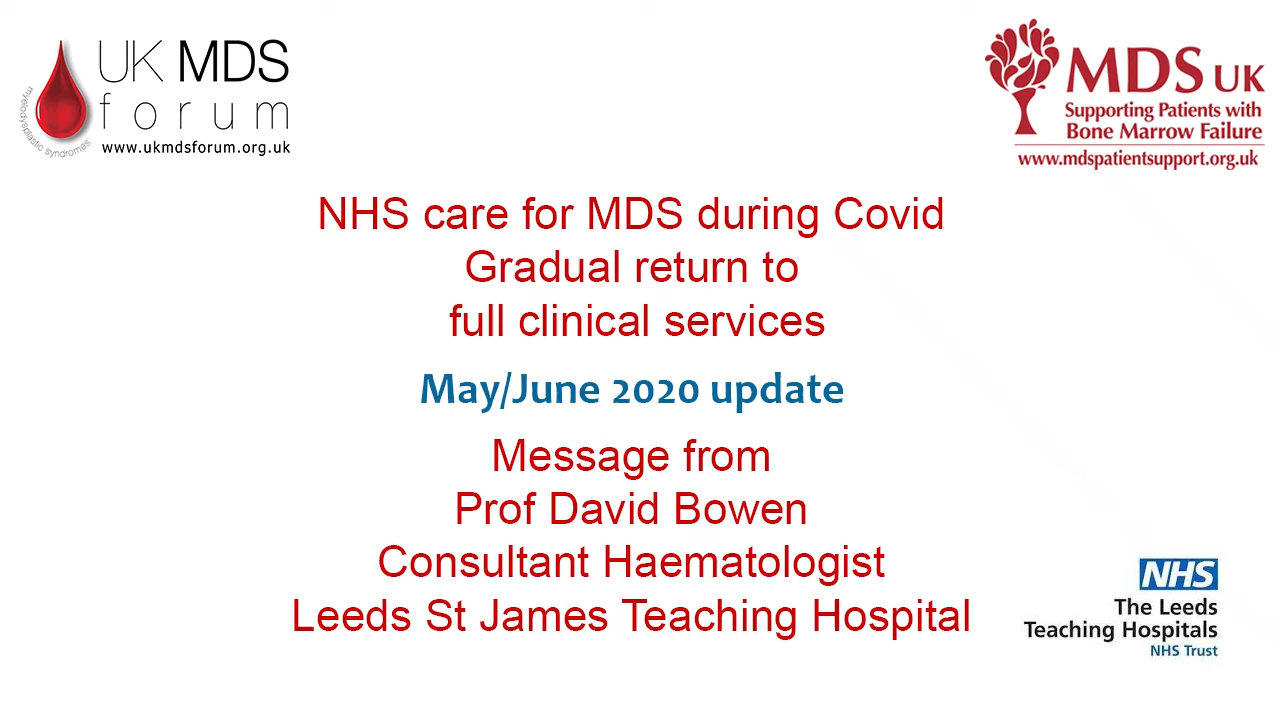 UK MDS
forum
myelodysplastic syndromes
www.ukmdsforum.org.uk
MDS UK
Supporting Patients with
Bone Marrow Failure
www.mdspatientsupport.org.uk
NHS care for MDS during Covid
Gradual return to
full clinical services
May/June 2020 update
Message from
Prof David Bowen
Consultant Haematologist
Leeds St James Teaching Hospital
NHS
The Leeds
Teaching Hospitals
NHS Trust